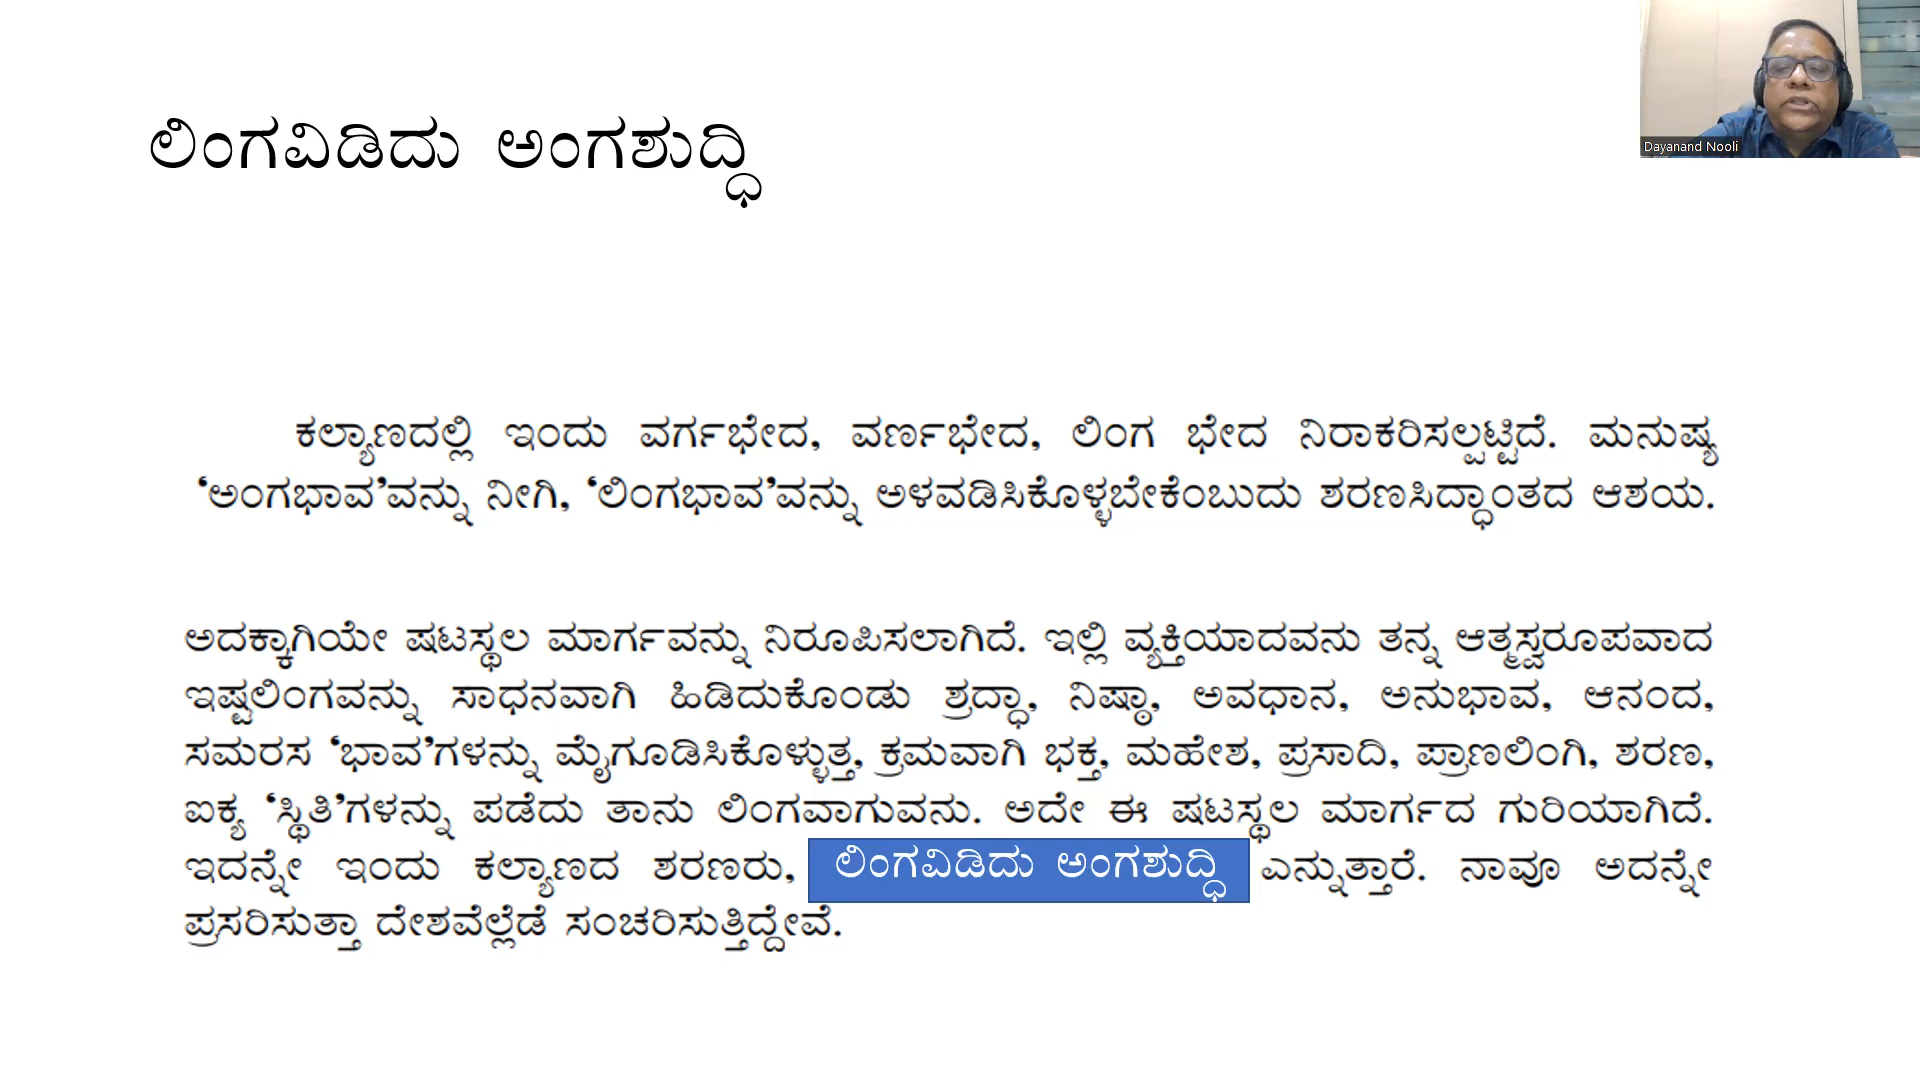 Dayanand Nooli
ಲಿಂಗವಿಡಿದು ಅಂಗಶುದ್ಧಿ
ಕಲ್ಯಾಣದಲ್ಲಿ ಇಂದು ವರ್ಗಭೇದ, ವರ್ಣಭೇದ, ಲಿಂಗ ಭೇದ ನಿರಾಕರಿಸಲ್ಪಟ್ಟಿದೆ. ಮನುಷ್ಯ
‘ಅಂಗಭಾವ’ವನ್ನು ನೀಗಿ, ‘ಲಿಂಗಭಾವ’ವನ್ನು ಅಳವಡಿಸಿಕೊಳ್ಳಬೇಕೆಂಬುದು ಶರಣಸಿದ್ಧಾಂತದ ಆಶಯ.
ಅದಕ್ಕಾಗಿಯೇ ಷಟಸ್ಥಲ ಮಾರ್ಗವನ್ನು ನಿರೂಪಿಸಲಾಗಿದೆ. ಇಲ್ಲಿ ವ್ಯಕ್ತಿಯಾದವನು ತನ್ನ ಆತ್ಮಸ್ವರೂಪವಾದ
ಇಷ್ಟಲಿಂಗವನ್ನು ಸಾಧನವಾಗಿ ಹಿಡಿದುಕೊಂಡು ಶ್ರದ್ಧಾ, ನಿಷ್ಠಾ, ಅವಧಾನ, ಅನುಭಾವ, ಆನಂದ,
ಸಮರಸ ‘ಭಾವ’ಗಳನ್ನು ಮೈಗೂಡಿಸಿಕೊಳ್ಳುತ್ತ, ಕ್ರಮವಾಗಿ ಭಕ್ತ, ಮಹೇಶ, ಪ್ರಸಾದಿ, ಪ್ರಾಣಲಿಂಗಿ, ಶರಣ,
ಐಕ್ಯ ‘ಸ್ಥಿತಿ’ಗಳನ್ನು ಪಡೆದು ತಾನು ಲಿಂಗವಾಗುವನು. ಅದೇ ಈ ಷಟಸ್ಥಲ ಮಾರ್ಗದ ಗುರಿಯಾಗಿದೆ.
ಇದನ್ನೇ ಇಂದು ಕಲ್ಯಾಣದ ಶರಣರು, ಲಿಂಗವಿಡಿದು ಅಂಗಶುದ್ಧಿ ಎನ್ನುತ್ತಾರೆ. ನಾವೂ ಅದನ್ನೇ
ಪ್ರಸರಿಸುತ್ತಾ ದೇಶವೆಲ್ಲೆಡೆ ಸಂಚರಿಸುತ್ತಿದ್ದೇವೆ.